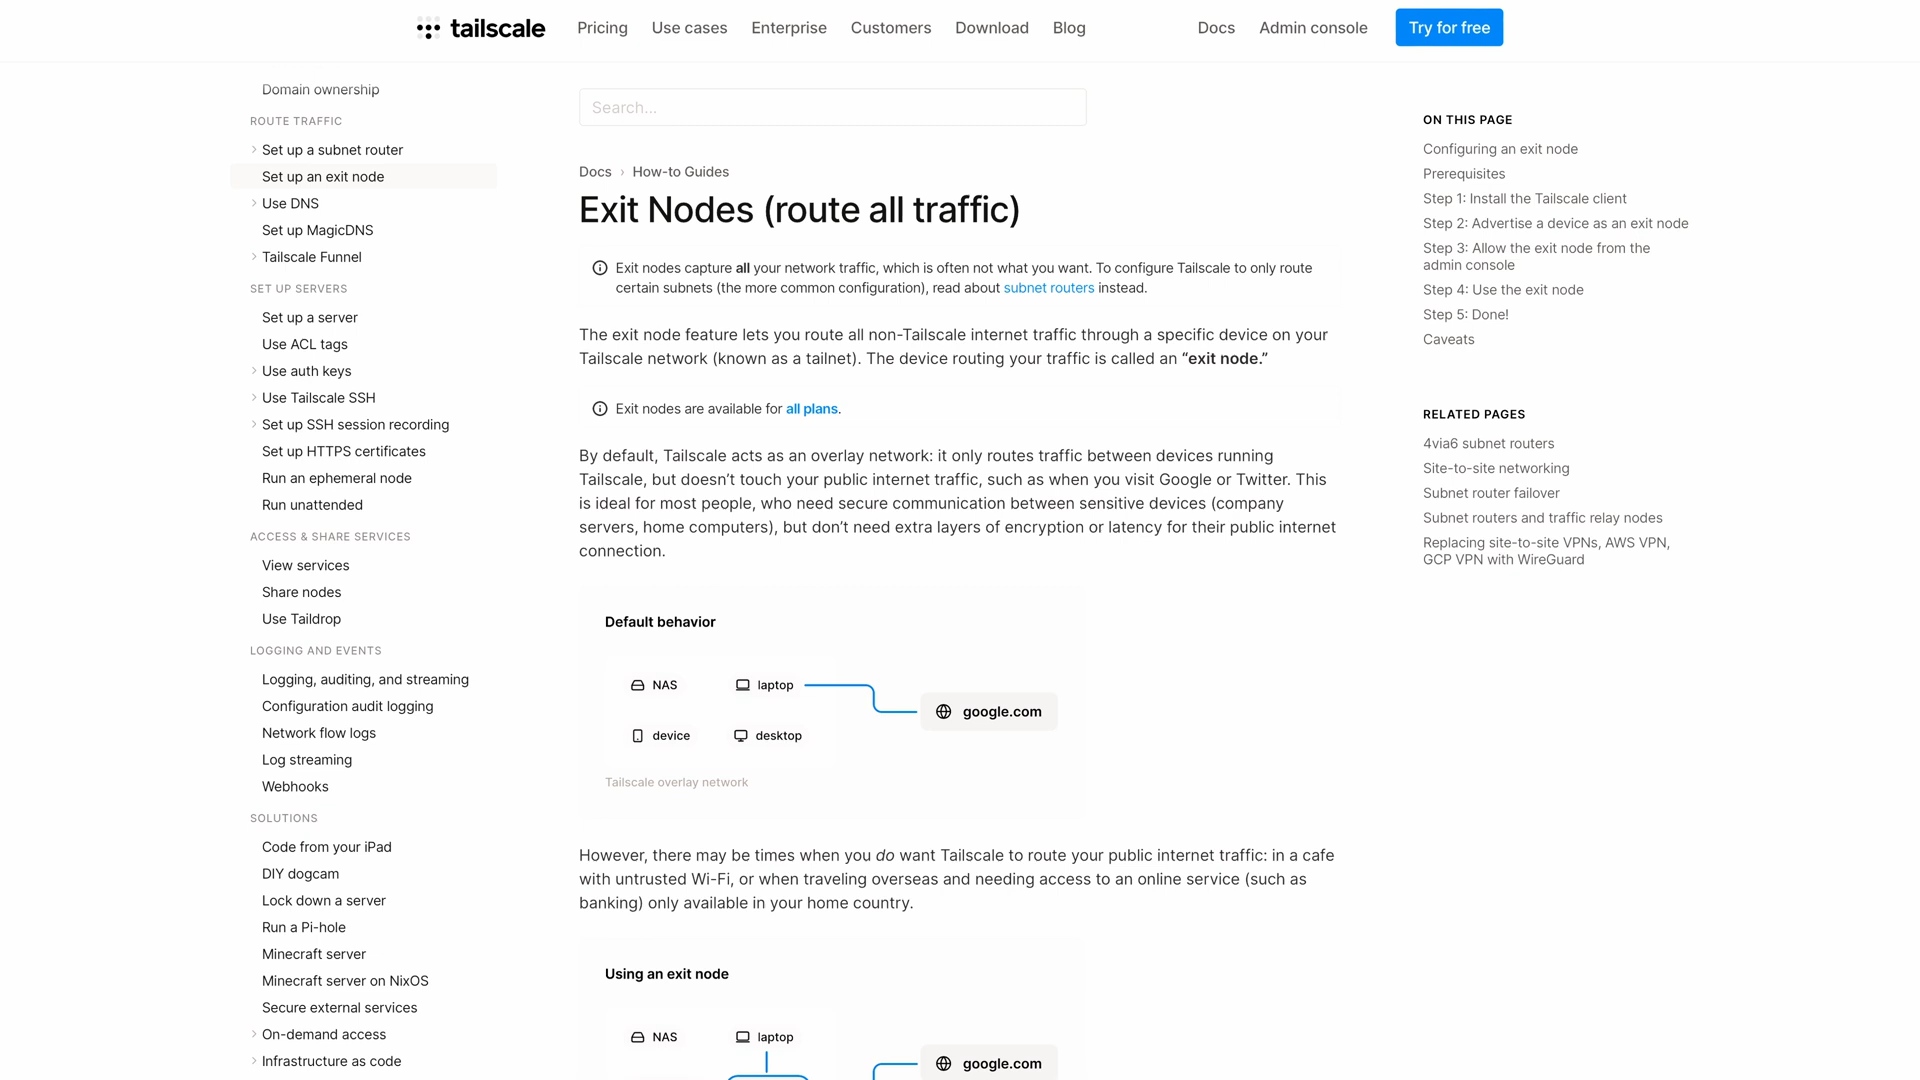 tailscale
Pricing
Use cases
Enterprise
Customers
Download
Blog
Docs
Admin console
Try for free
Domain ownership
ROUTE TRAFFIC
Set up a subnet router
Set up an exit node
Use DNS
Set up MagicDNS
Tailscale Funnel
SET UP SERVERS
Set up a server
Use ACL tags
Use auth keys
Use Tailscale SSH
Set up SSH session recording
Set up HTTPS certificates
Run an ephemeral node
Run unattended
ACCESS & SHARE SERVICES
View services
Share nodes
Use Taildrop
LOGGING AND EVENTS
Logging, auditing, and streaming
Configuration audit logging
Network flow logs
Log streaming
Webhooks
SOLUTIONS
Code from your iPad
DIY dogcam
Lock down a server
Run a Pi-hole
Minecraft server
Minecraft server on NixOS
Secure external services
On-demand access
Infrastructure as code
Search...
Docs › How-to Guides
Exit Nodes (route all traffic)
Exit nodes capture all your network traffic, which is often not what you want. To configure Tailscale to only route
certain subnets (the more common configuration), read about subnet routers instead.
The exit node feature lets you route all non-Tailscale internet traffic through a specific device on your
Tailscale network (known as a tailnet). The device routing your traffic is called an “exit node.”
Exit nodes are available for all plans.
By default, Tailscale acts as an overlay network: it only routes traffic between devices running
Tailscale, but doesn’t touch your public internet traffic, such as when you visit Google or Twitter. This
is ideal for most people, who need secure communication between sensitive devices (company
servers, home computers), but don’t need extra layers of encryption or latency for their public internet
connection.
Default behavior
NAS
laptop
google.com
device
desktop
Tailscale overlay network
However, there may be times when you do want Tailscale to route your public internet traffic: in a cafe
with untrusted Wi-Fi, or when traveling overseas and needing access to an online service (such as
banking) only available in your home country.
Using an exit node
NAS
laptop
google.com
ON THIS PAGE
Configuring an exit node
Prerequisites
Step 1: Install the Tailscale client
Step 2: Advertise a device as an exit node
Step 3: Allow the exit node from the
admin console
Step 4: Use the exit node
Step 5: Done!
Caveats
RELATED PAGES
4via6 subnet routers
Site-to-site networking
Subnet router failover
Subnet routers and traffic relay nodes
Replacing site-to-site VPNs, AWS VPN,
GCP VPN with WireGuard